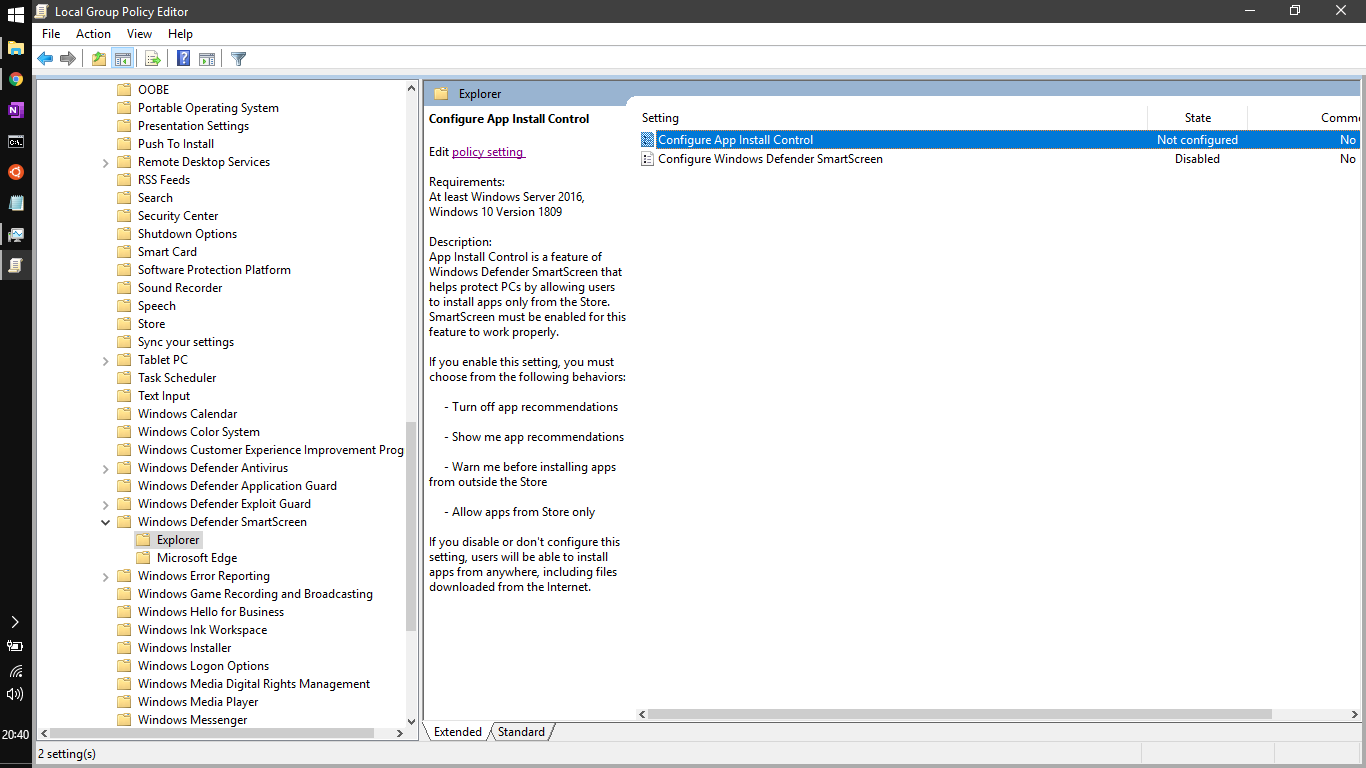 Local Group Policy Editor
File Action View Help
OOBE
Portable Operating System
Presentation Settings
Push To Install
Remote Desktop Services
RSS Feeds
Search
Security Center
Shutdown Options
Smart Card
Software Protection Platform
Sound Recorder
Speech
Store
Sync your settings
Tablet PC
Task Scheduler
Text Input
Windows Calendar
Windows Color System
Windows Customer Experience Improvement Prog
Windows Defender Antivirus
Windows Defender Application Guard
Windows Defender Exploit Guard
Windows Defender SmartScreen
Explorer
Microsoft Edge
Windows Error Reporting
Windows Game Recording and Broadcasting
Windows Hello for Business
Windows Ink Workspace
Windows Installer
Windows Logon Options
Windows Media Digital Rights Management
Windows Media Player
Windows Messenger
Explorer
Configure App Install Control
Edit policy setting
Requirements:
At least Windows Server 2016,
Windows 10 Version 1809
Description:
App Install Control is a feature of
Windows Defender SmartScreen that
helps protect PCs by allowing users
to install apps only from the Store.
SmartScreen must be enabled for this
feature to work properly.
If you enable this setting, you must
choose from the following behaviors:
- Turn off app recommendations
- Show me app recommendations
- Warn me before installing apps
from outside the Store
- Allow apps from Store only
If you disable or don't configure this
setting, users will be able to install
apps from anywhere, including files
downloaded from the Internet.
Setting State Comme
Configure App Install Control Not configured No
Configure Windows Defender SmartScreen Disabled No
Extended Standard
2 setting(s)
20:40